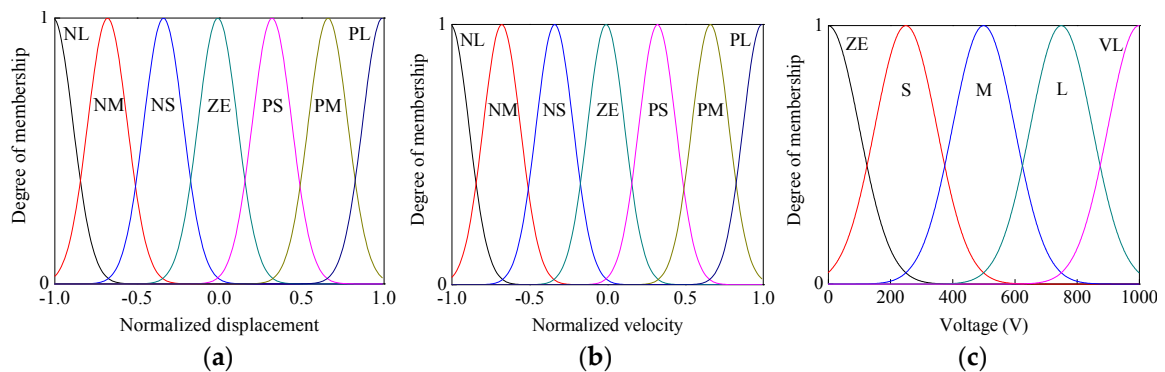 1
NL
PL
NM
NS
ZE
PS
PM
Degree of membership
0
-1.0
-0.5
0.0
0.5
1.0
Normalized displacement
(a)
1
NL
PL
NM
NS
ZE
PS
PM
Degree of membership
0
-1.0
-0.5
0.0
0.5
1.0
Normalized velocity
(b)
1
ZE
VL
S
M
L
Degree of membership
0
0
200
400
600
800
1000
Voltage (V)
(c)